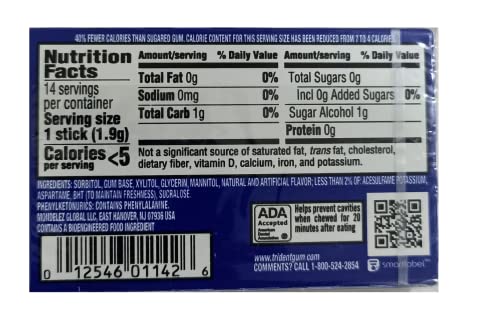 40% FEWER CALORIES THAN SUGARED GUM. CALORIE CONTENT FOR THIS SERVING SIZE HAS BEEN REDUCED FROM 7 TO 4 CALORIES.
Nutrition
Facts
14 servings
per container
Serving size
1 stick (1.9g)
Calories
per serving
<5
Amount/serving % Daily Value
Total Fat 0g 0%
Sodium 0mg 0%
Total Carb 1g 0%
Amount/serving % Daily Value
Total Sugars 0g
Incl 0g Added Sugars 0%
Sugar Alcohol 1g
Protein 0g
Not a significant source of saturated fat, trans fat, cholesterol,
dietary fiber, vitamin D, calcium, iron, and potassium.
INGREDIENTS: SORBITOL, GUM BASE, XYLITOL, GLYCERIN, MANNITOL, NATURAL AND ARTIFICIAL FLAVOR; LESS THAN 2% OF: ACESULFAME POTASSIUM,
ASPARTAME, BHT (TO MAINTAIN FRESHNESS), SUCRALOSE.
PHENYLKETONURICS: CONTAINS PHENYLALANINE.
MONDELEZ GLOBAL LLC, EAST HANOVER, NJ 07936 USA
CONTAINS A BIOENGINEERED FOOD INGREDIENT
ADA
Accepted
American
Dental
Association
Helps prevent cavities
when chewed for 20
minutes after eating
0 12546 01142 6
www.tridentgum.com
COMMENTS? CALL 1-800-524-2854
smartlabel